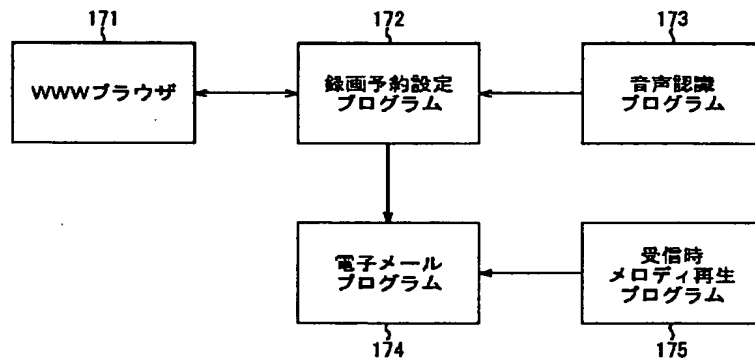 171
172
173
WWWブラウザ
録画予約設定
プログラム
音声認識
プログラム
電子メール
プログラム
受信時
メロディ再生
プログラム
174
175